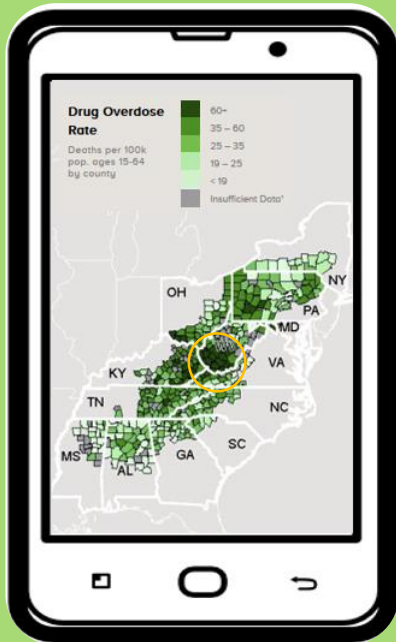 Drug Overdose
Rate
Deaths per 100k
pop. ages 15-64
by county
60+
35 – 60
25 – 35
19 – 25
< 19
Insufficient Data*
NY
OH
PA
MD
KY
VA
TN
NC
MS
AL
GA
SC